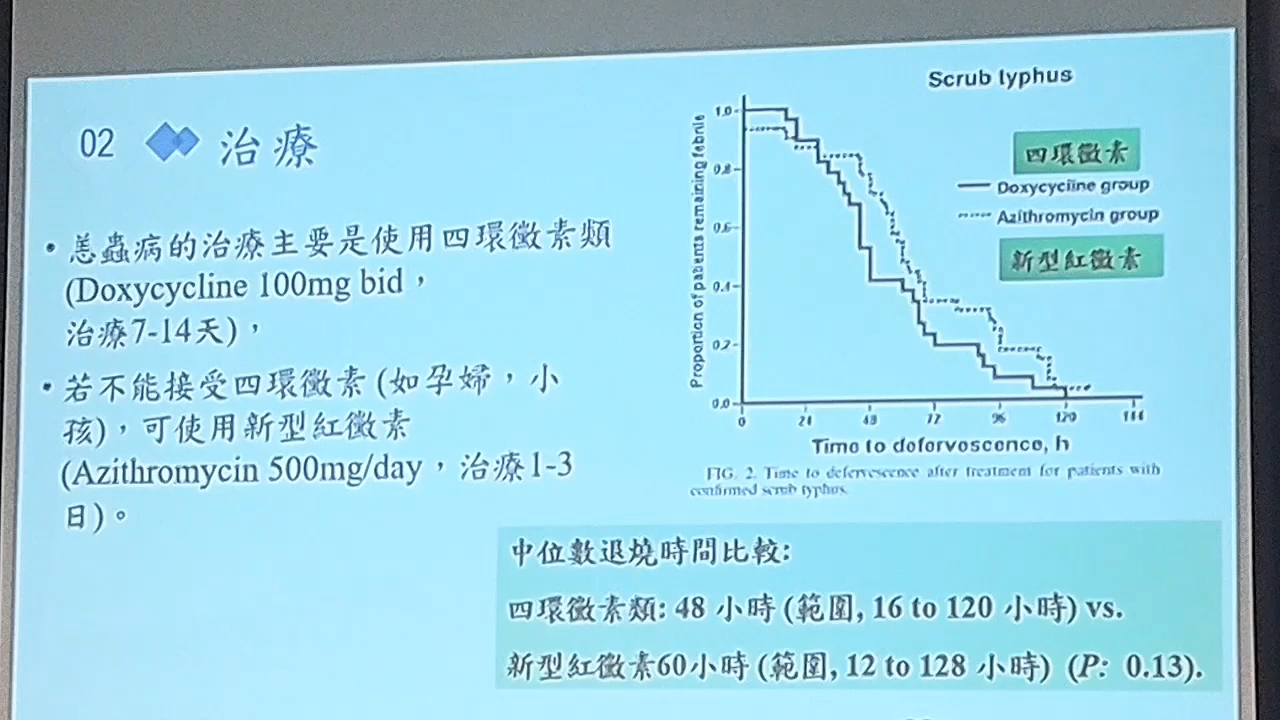 02 治療
• 恙蟲病的治療主要是使用四環黴素類
(Doxycycline 100mg bid，
治療7-14天)，
• 若不能接受四環黴素 (如孕婦，小
孩)，可使用新型紅黴素
(Azithromycin 500mg/day，治療1-3
日)。
Scrub typhus
Proportion of patients remaining febrile
1.0
0.8
0.6
0.4
0.2
0.0
0 24 48 72 96 120 144
四環黴素
Doxycycline group
Azithromycin group
新型紅黴素
Time to defervescence, h
FIG. 2. Time to defervescence after treatment for patients with
confirmed scrub typhus.
中位數退燒時間比較:
四環黴素類: 48 小時 (範圍, 16 to 120 小時) vs.
新型紅黴素60小時 (範圍, 12 to 128 小時) (P: 0.13).